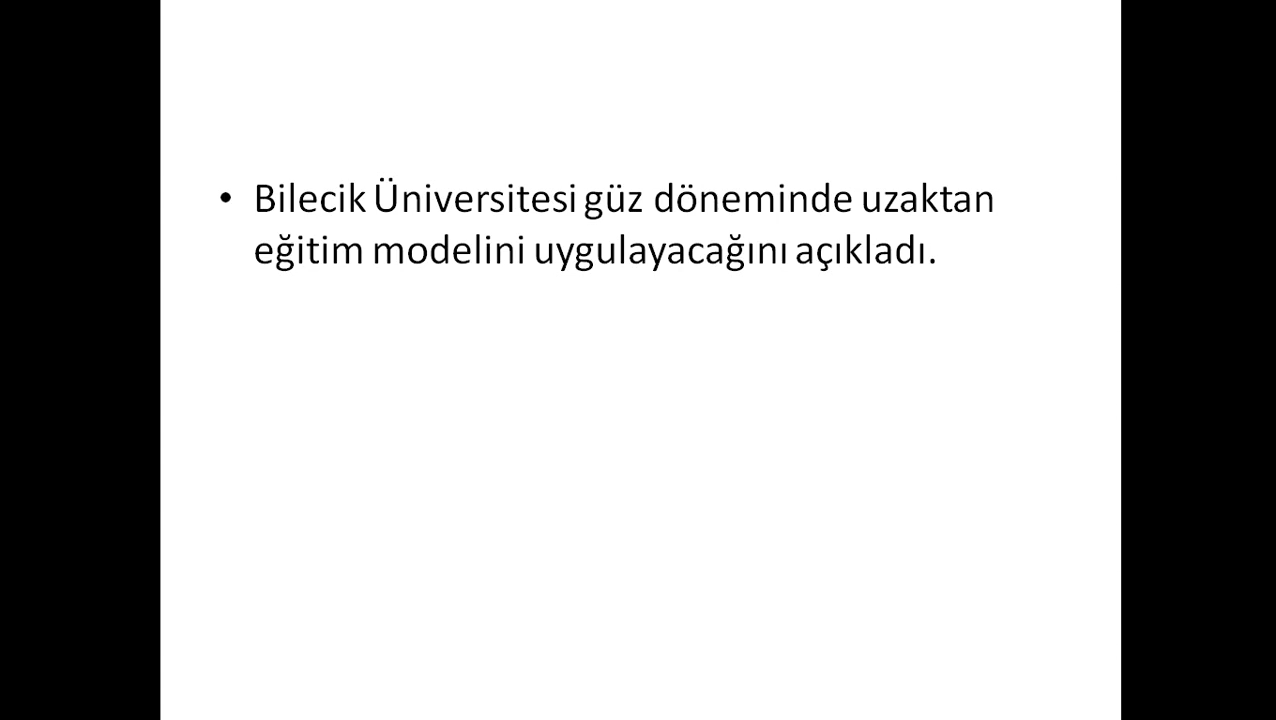 • Bilecik Üniversitesi güz döneminde uzaktan
eğitim modelini uygulayacağını açıkladı.